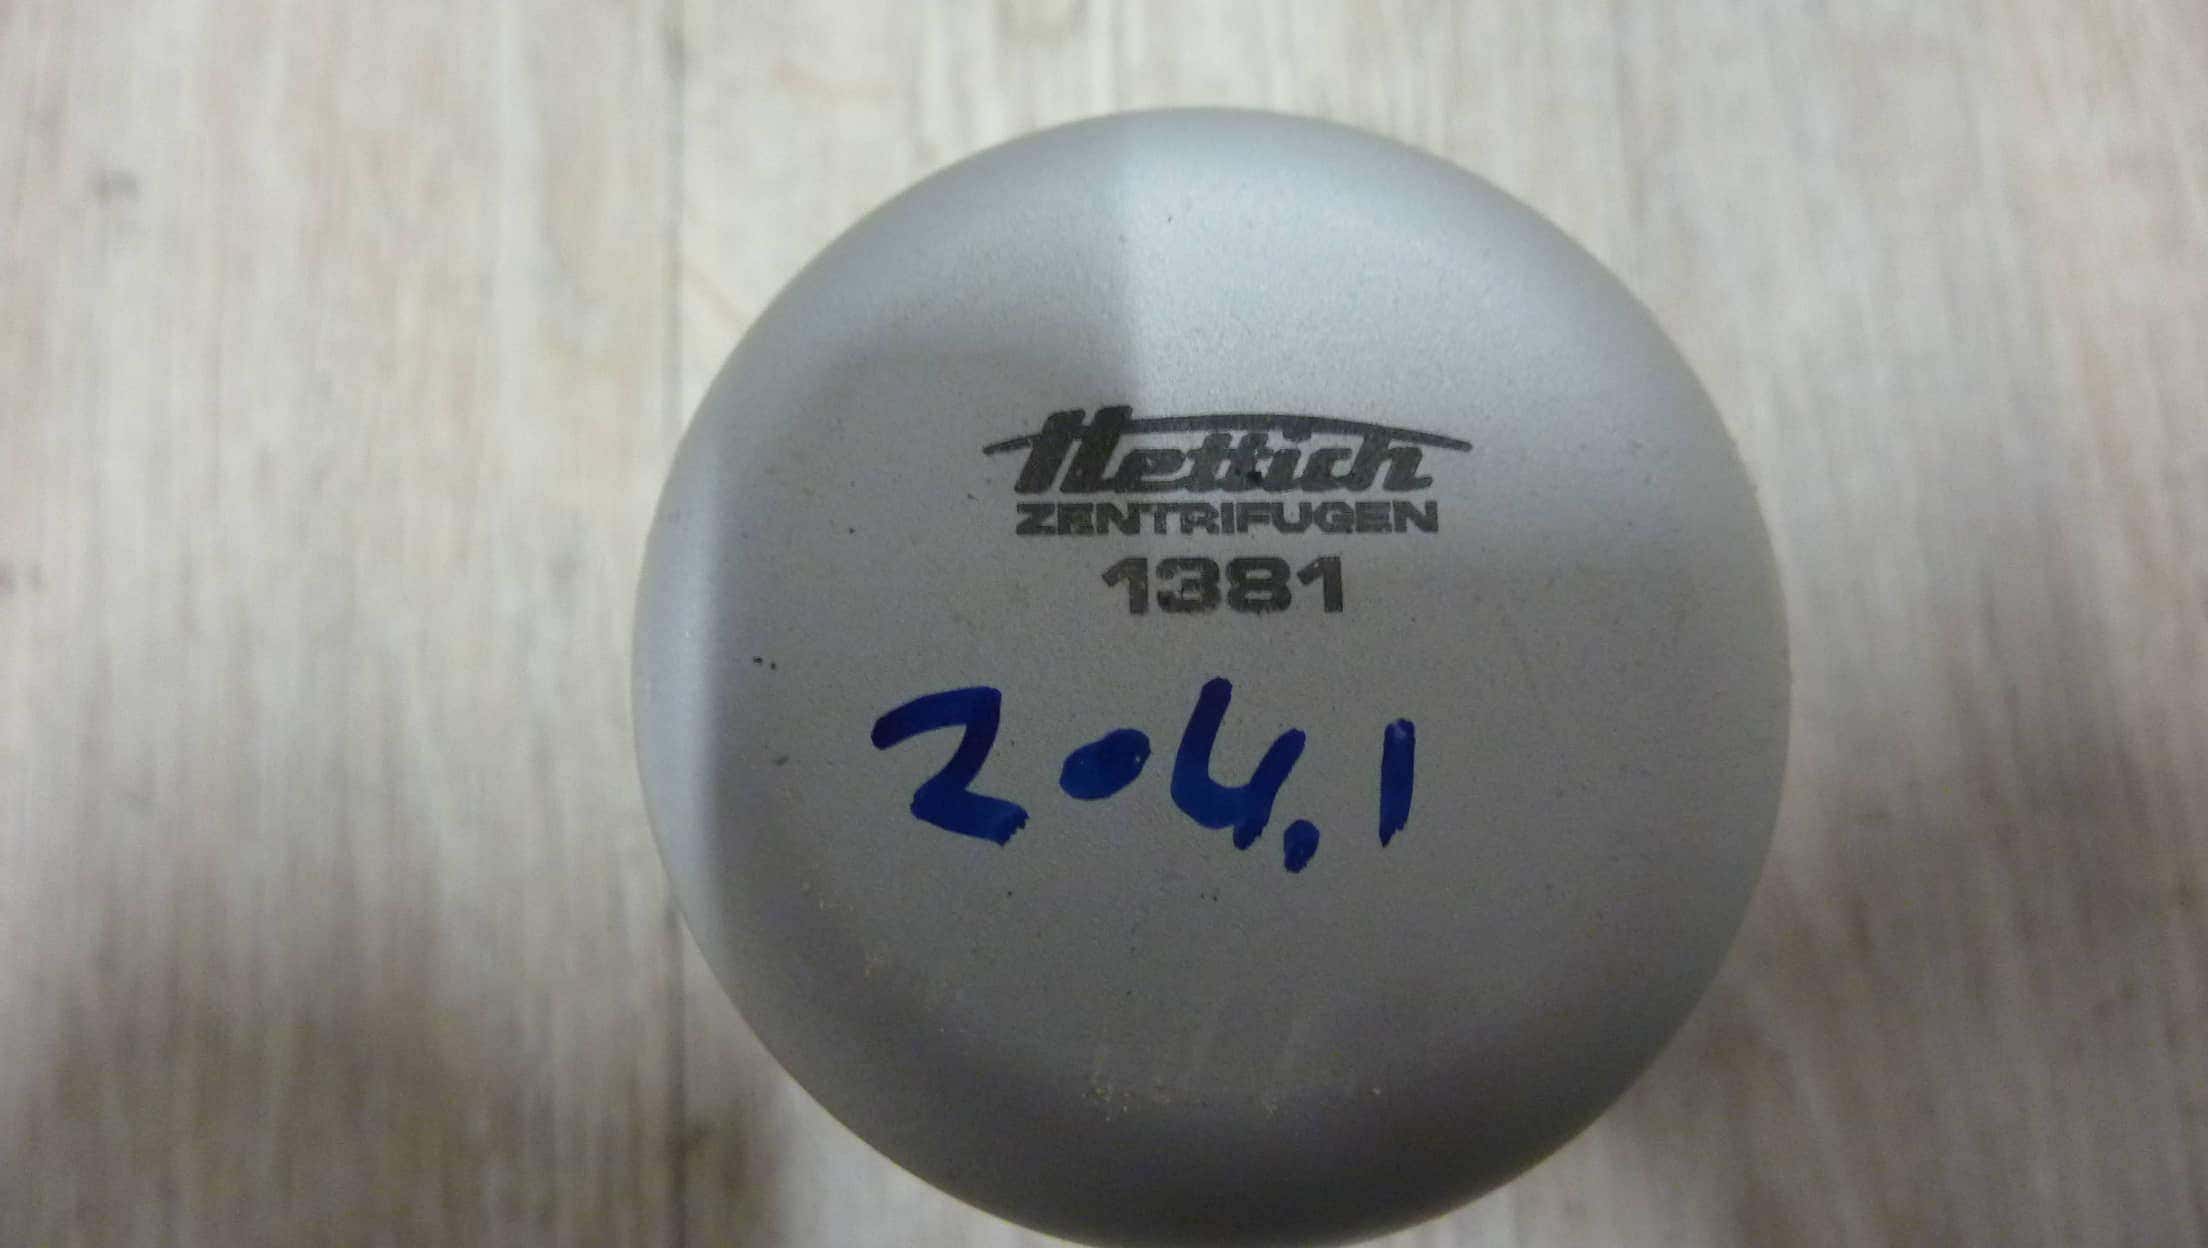 Hettich
ZENTRIFUGEN
1381
204.1